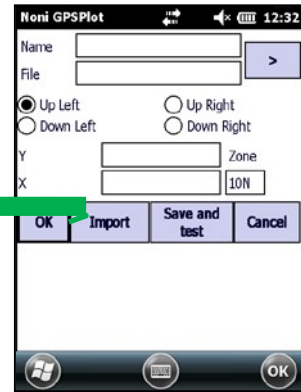 Noni GPSPlot 12:32
Name
File
>
Up Left Up Right
Down Left Down Right
Y Zone
X 10N
OK Import Save and test Cancel
OK